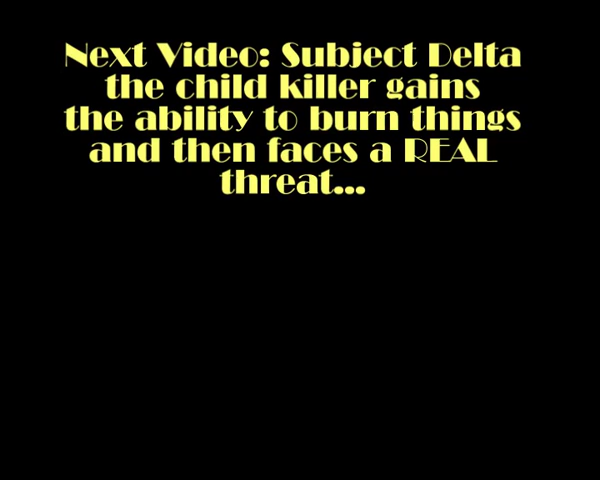 Next Video: Subject Delta
the child killer gains
the ability to burn things
and then faces a REAL
threat...